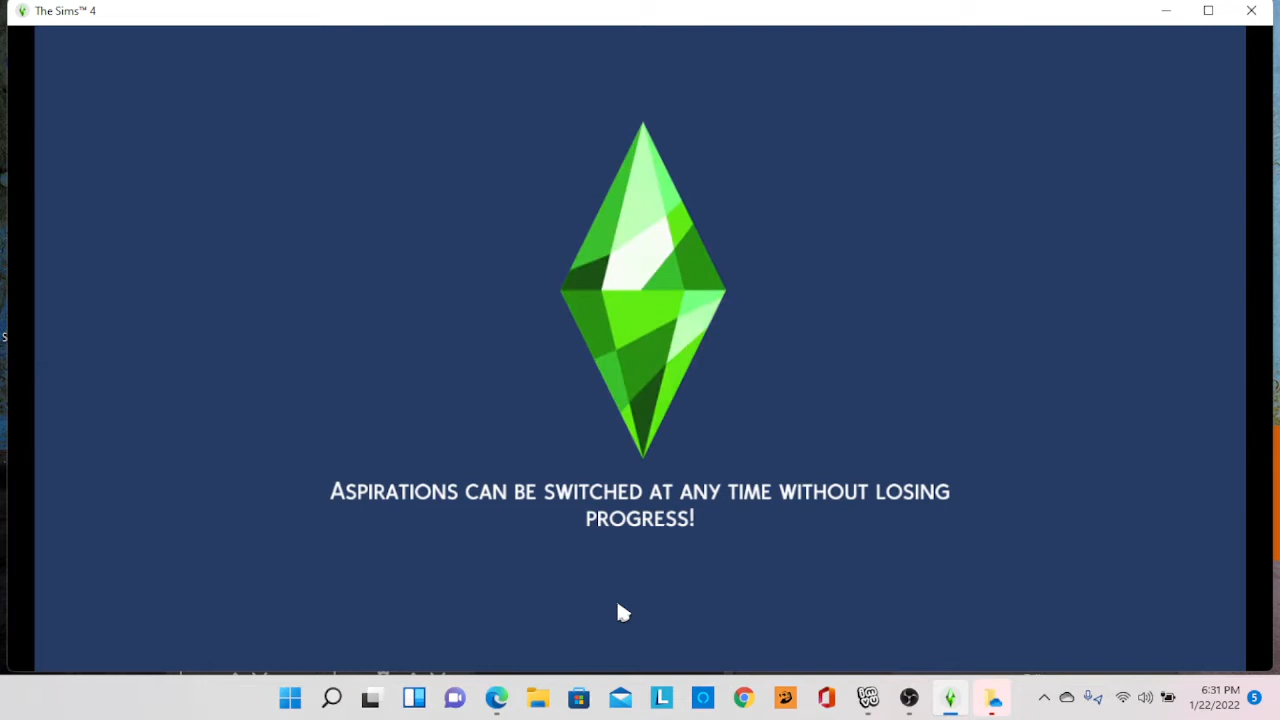 The Sims™ 4
ASPIRATIONS CAN BE SWITCHED AT ANY TIME WITHOUT LOSING
PROGRESS!
6:31 PM
1/22/2022
5